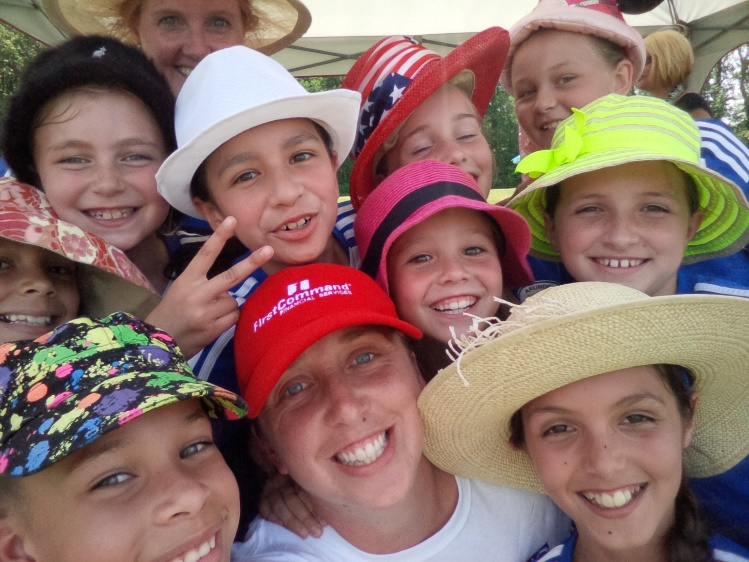 FIRSTCOMMAND
FINANCIAL SERVICES